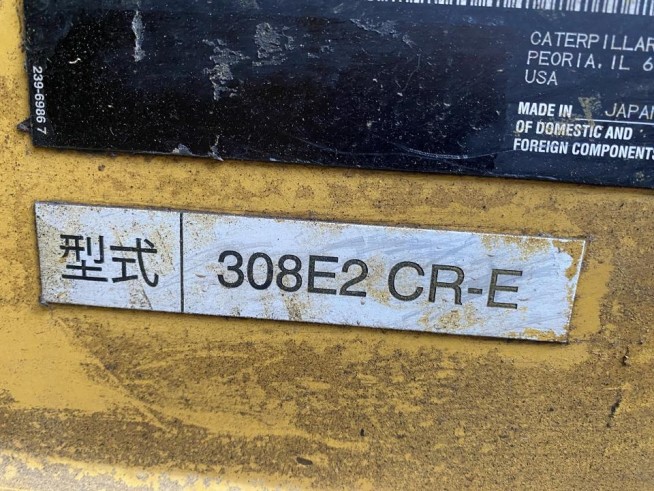 CATERPILLAR
PEORIA, IL 6
USA
MADE IN JAPAN
OF DOMESTIC AND
FOREIGN COMPONENTS
239-6986 7
型式 308E2 CR-E